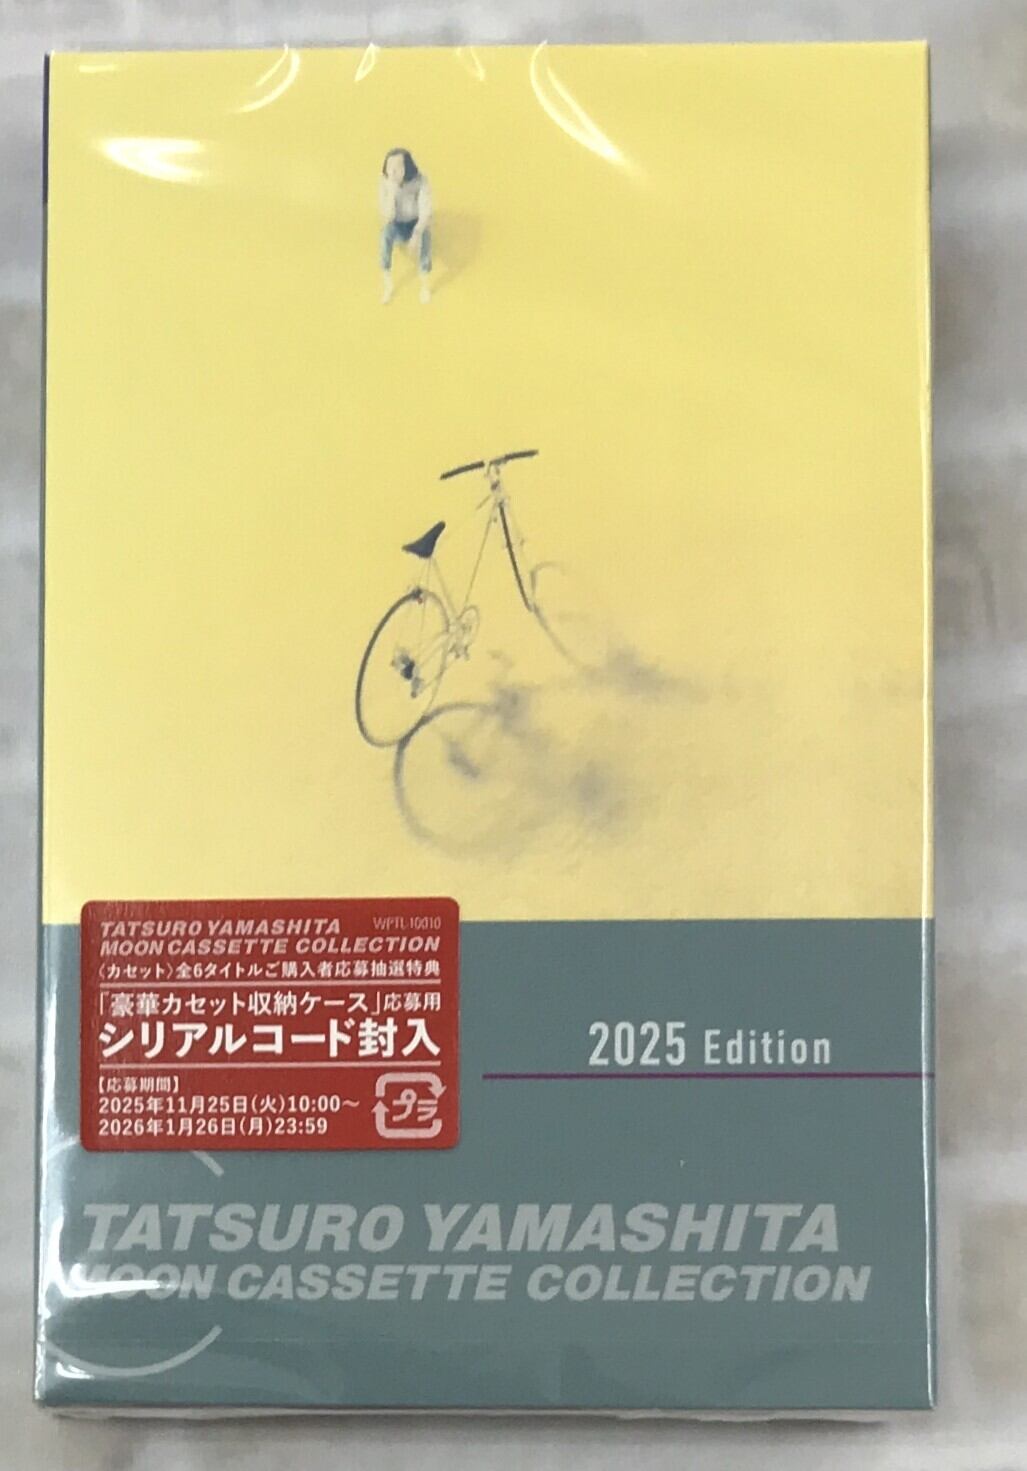 TATSURO YAMASHITA WPTL-10010
MOON CASSETTE COLLECTION
〈カセット〉全6タイトルご購入者応募抽選特典
「豪華カセット収納ケース」応募用
シリアルコード封入
【応募期間】
2025年11月25日(火)10:00～
2026年1月26日(月)23:59
プラ
2025 Edition
TATSURO YAMASHITA
MOON CASSETTE COLLECTION